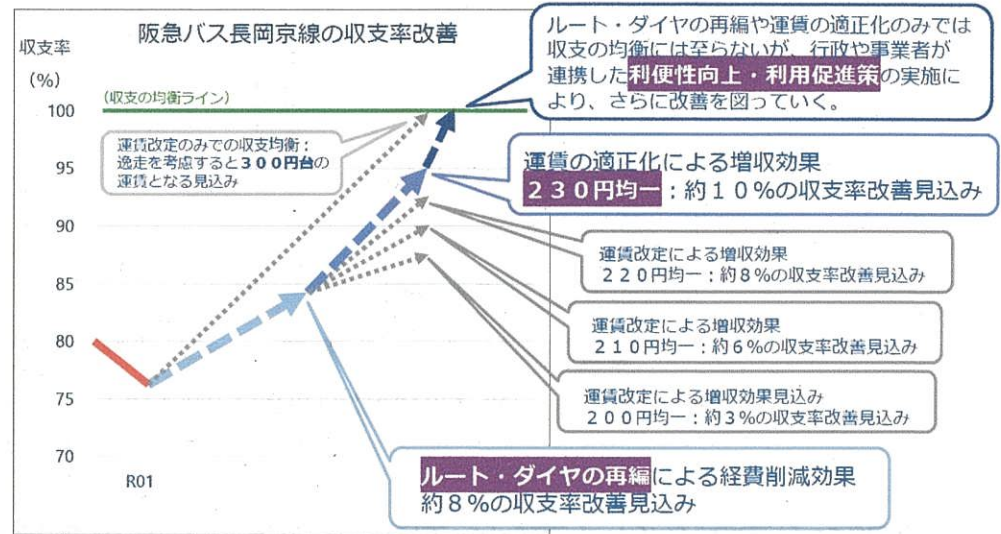 阪急バス長岡京線の収支率改善
収支率
(%)
100
95
90
85
80
75
70
R01
(収支の均衡ライン)
運賃改定のみでの収支均衡：
逸走を考慮すると300円台の
運賃となる見込み
ルート・ダイヤの再編や運賃の適正化のみでは
収支の均衡には至らないが、行政や事業者が
連携した利便性向上・利用促進策の実施に
より、さらに改善を図っていく。
運賃の適正化による増収効果
230円均一：約10%の収支率改善見込み
運賃改定による増収効果
220円均一：約8%の収支率改善見込み
運賃改定による増収効果
210円均一：約6%の収支率改善見込み
運賃改定による増収効果見込み
200円均一：約3%の収支率改善見込み
ルート・ダイヤの再編による経費削減効果
約8%の収支率改善見込み